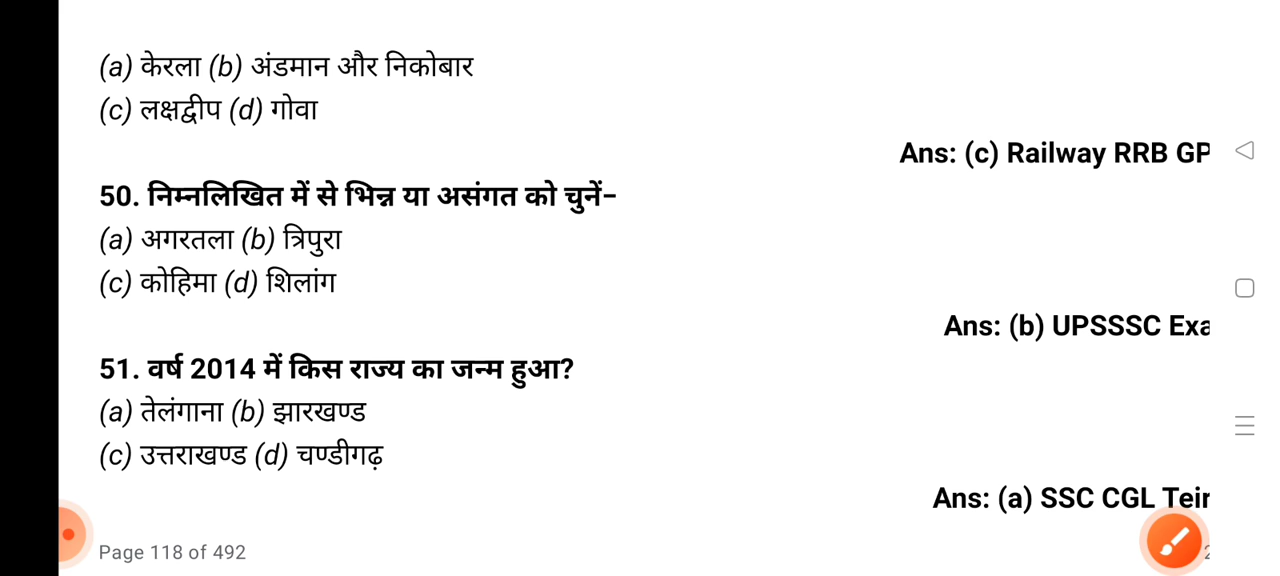 (a) केरला (b) अंडमान और निकोबार
(c) लक्षद्वीप (d) गोवा
Ans: (c) Railway RRB GP
50. निम्नलिखित में से भिन्न या असंगत को चुनें–
(a) अगरतला (b) त्रिपुरा
(c) कोहिमा (d) शिलांग
Ans: (b) UPSSSC Exa
51. वर्ष 2014 में किस राज्य का जन्म हुआ?
(a) तेलंगाना (b) झारखण्ड
(c) उत्तराखण्ड (d) चण्डीगढ़
Ans: (a) SSC CGL Teir
Page 118 of 492